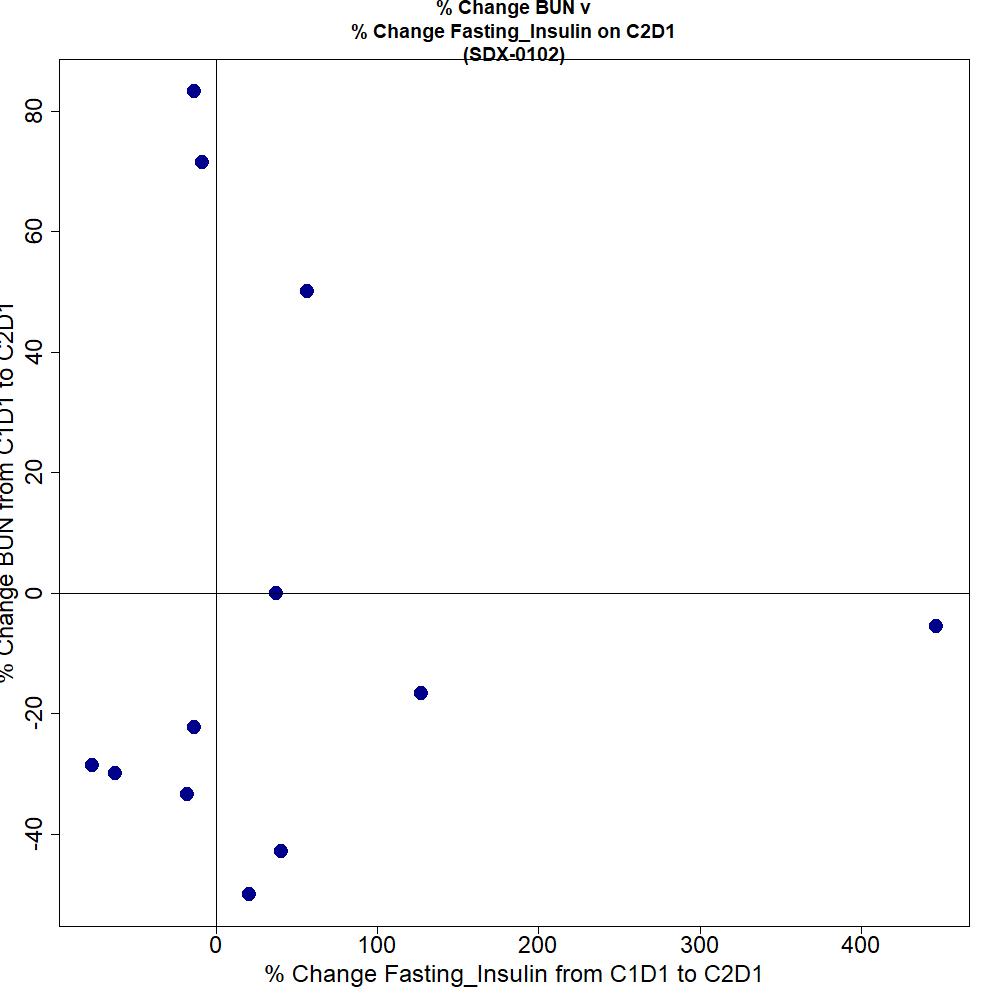 % Change BUN v
% Change Fasting_Insulin on C2D1
(SDX-0102)
80
60
40
20
0
-20
-40
% Change BUN from C1D1 to C2D1
0 100 200 300 400
% Change Fasting_Insulin from C1D1 to C2D1